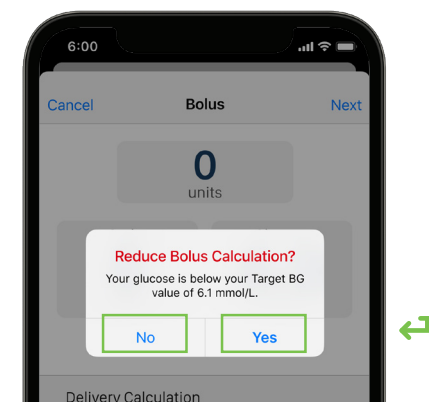 6:00
Cancel Bolus Next
0
units
Reduce Bolus Calculation?
Your glucose is below your Target BG
value of 6.1 mmol/L.
No Yes
Delivery Calculation